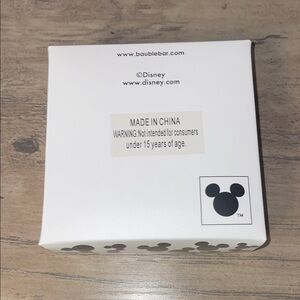 www.baublebar.com
©Disney
www.disney.com
MADE IN CHINA
WARNING:Not intended for consumers
under 15 years of age.
TM